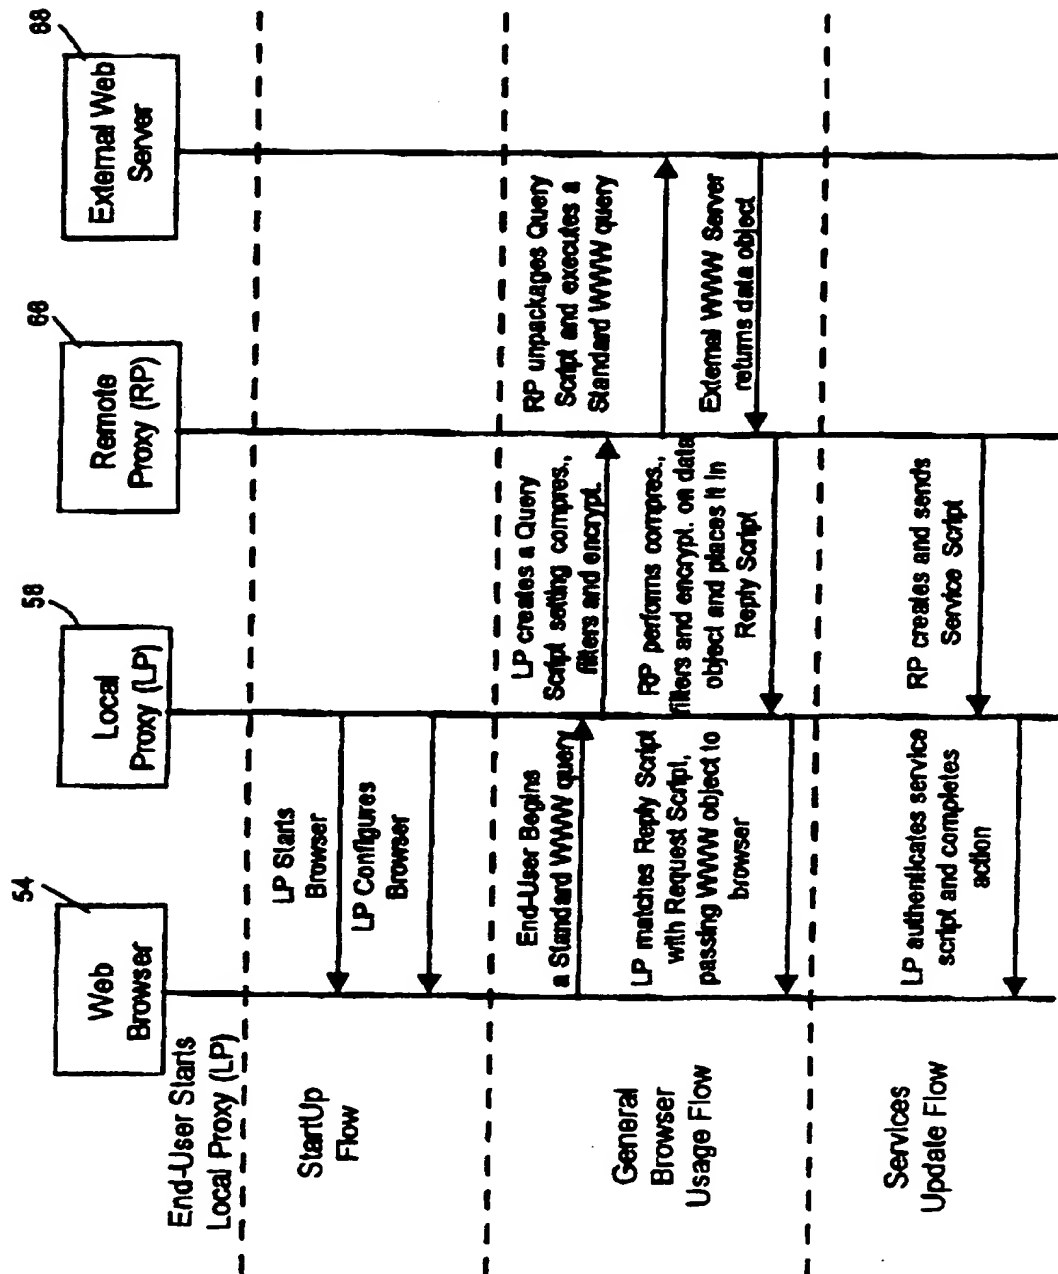 54
58
66
68
Web
Browser
Local
Proxy (LP)
Remote
Proxy (RP)
External Web
Server
End-User Starts
Local Proxy (LP)
StartUp
Flow
LP Starts
Browser
LP Configures
Browser
General
Browser
Usage Flow
End-User Begins
a Standard WWW query
LP creates a Query
Script setting compres.,
filters and encrypt.
RP unpackages Query
Script and executes a
Standard WWW query
External WWW Server
returns data object
RP performs compres.,
filters and encrypt. on data
object and places it in
Reply Script
LP matches Reply Script
with Request Script,
passing WWW object to
browser
Services
Update Flow
RP creates and sends
Service Script
LP authenticates service
script and completes
action